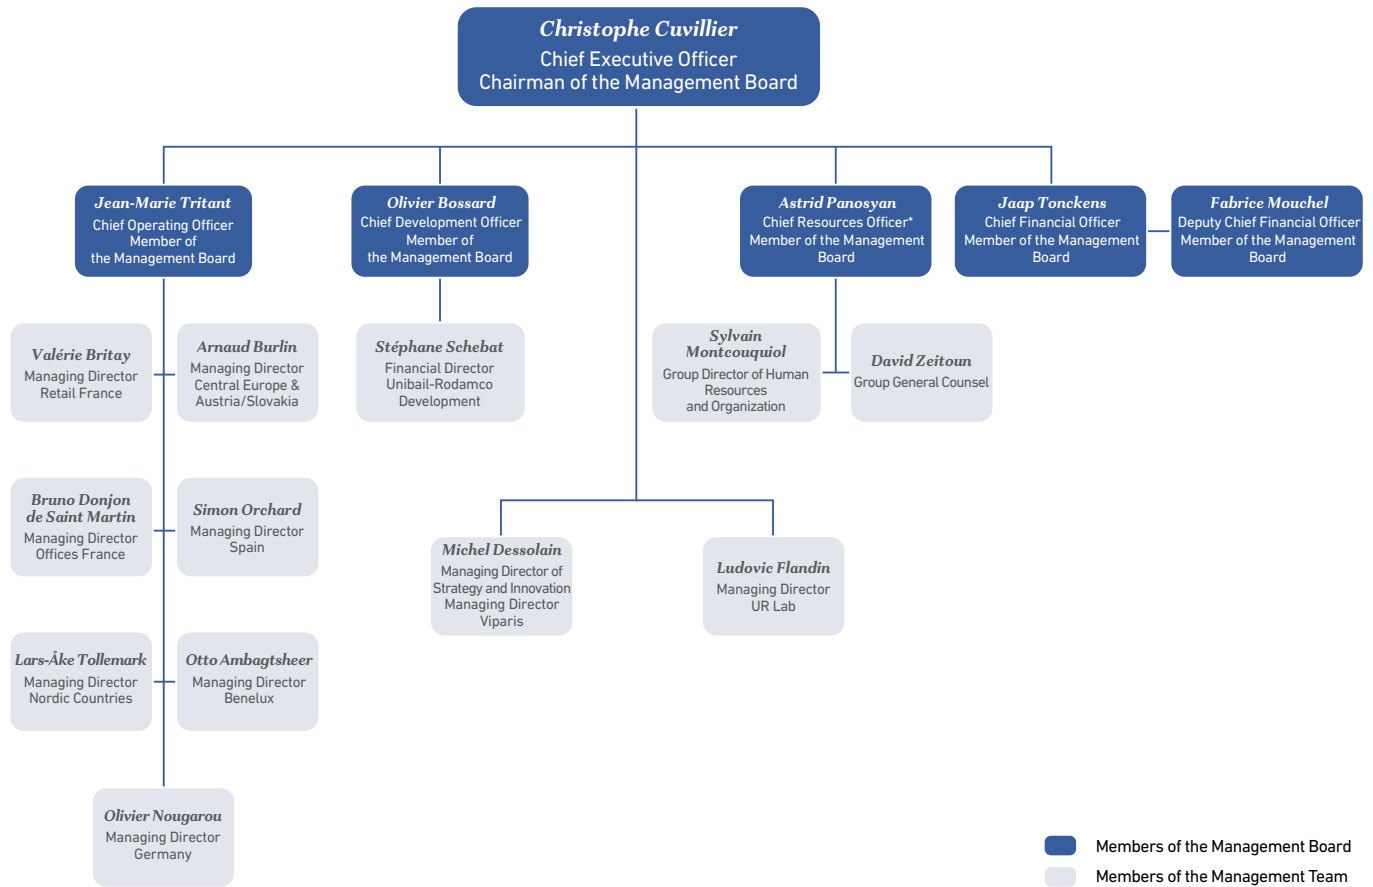 Christophe Cuvillier
Chief Executive Officer
Chairman of the Management Board
Jean-Marie Tritant
Chief Operating Officer
Member of
the Management Board
Olivier Bossard
Chief Development Officer
Member of
the Management Board
Astrid Panosyan
Chief Resources Officer*
Member of the Management
Board
Jaap Tonckens
Chief Financial Officer
Member of the Management
Board
Fabrice Mouchel
Deputy Chief Financial Officer
Member of the Management
Board
Valérie Britay
Managing Director
Retail France
Arnaud Burlin
Managing Director
Central Europe &
Austria/Slovakia
Stéphane Schebat
Financial Director
Unibail-Rodamco
Development
Sylvain
Montcouquiol
Group Director of Human
Resources
and Organization
David Zeitoun
Group General Counsel
Bruno Donjon
de Saint Martin
Managing Director
Offices France
Simon Orchard
Managing Director
Spain
Michel Dessolain
Managing Director of
Strategy and Innovation
Managing Director
Viparis
Ludovic Flandin
Managing Director
UR Lab
Lars-Åke Tollemark
Managing Director
Nordic Countries
Otto Ambagtsheer
Managing Director
Benelux
Olivier Nougarou
Managing Director
Germany
Members of the Management Board
Members of the Management Team